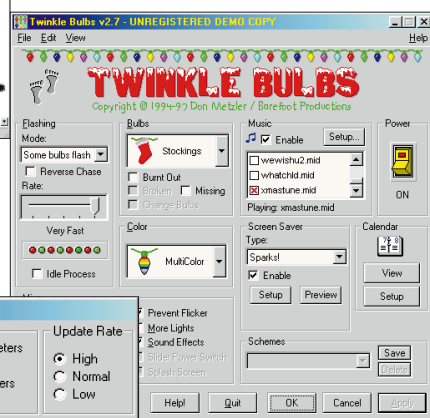 Twinkle Bulbs v2.7 - UNREGISTERED DEMO COPY
File Edit View Help
TWINKLE BULBS
Copyright © 1994-97 Don Metzler / Barefoot Productions
Flashing
Mode:
Some bulbs flash
Reverse Chase
Rate:
Very Fast
Idle Process
Bulbs
Stockings
Burnt Out
Broken Missing
Change Bulbs
Color
MultiColor
Music
Enable Setup...
wewishu2.mid
whatchld.mid
xmastune.mid
Playing: xmastune.mid
Power
ON
Screen Saver
Type:
Sparks!
Enable
Setup Preview
Calendar
View
Setup
Prevent Flicker
More Lights
Sound Effects
Slider Power Switch
Splash Screen
Schemes
Save
Delete
Update Rate
High
Normal
Low
Help! Quit OK Cancel Apply